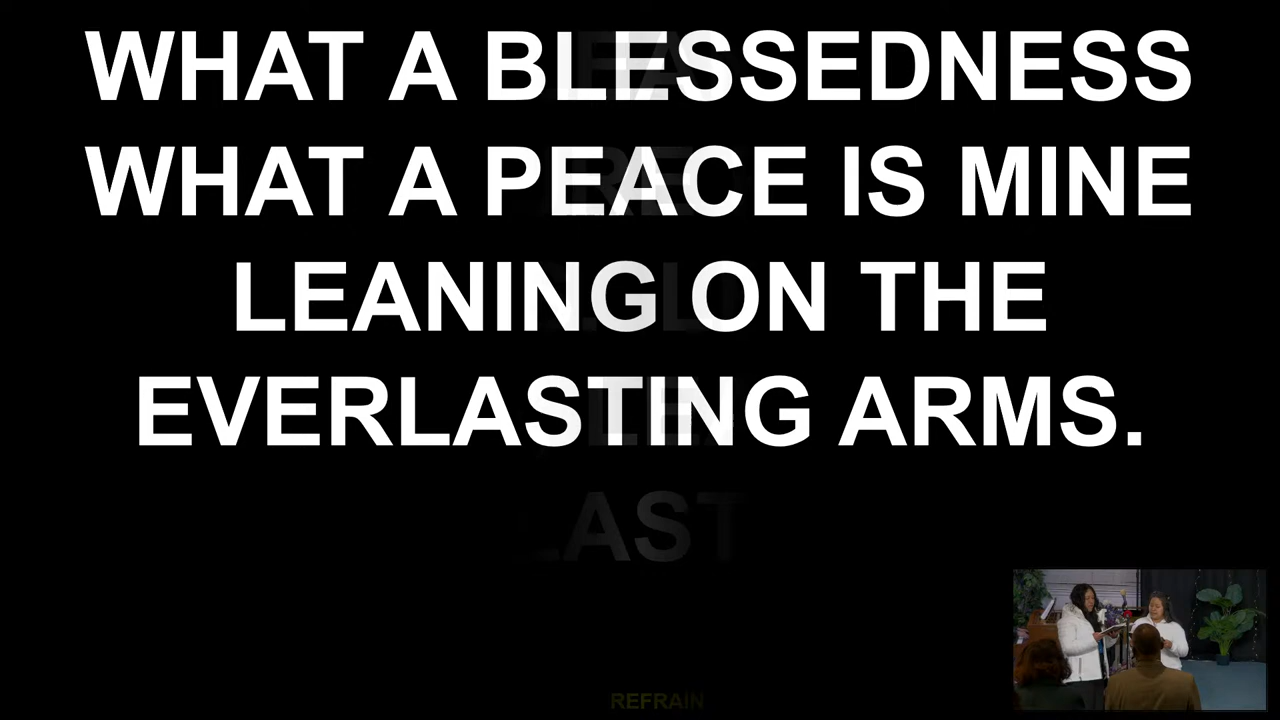 WHAT A BLESSEDNESS
WHAT A PEACE IS MINE
LEANING ON THE
EVERLASTING ARMS.
REFRAIN